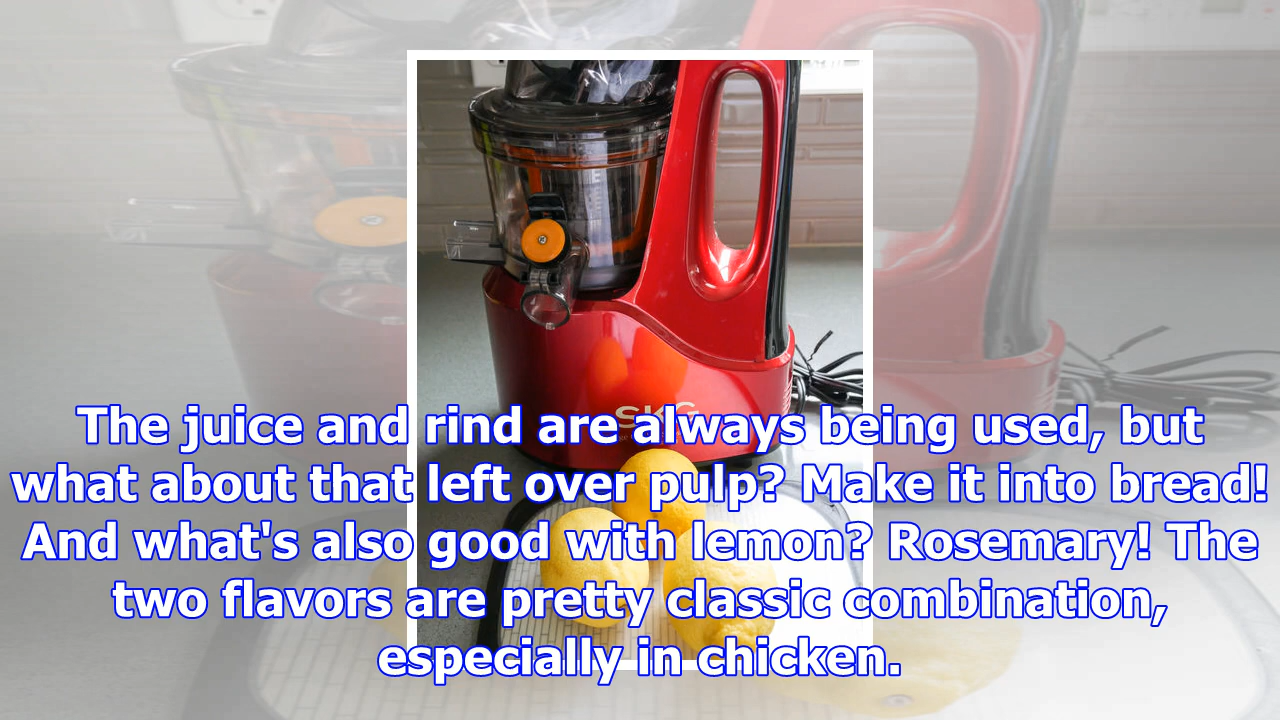 SKG
The juice and rind are always being used, but
what about that left over pulp? Make it into bread!
And what's also good with lemon? Rosemary! The
two flavors are pretty classic combination,
especially in chicken.